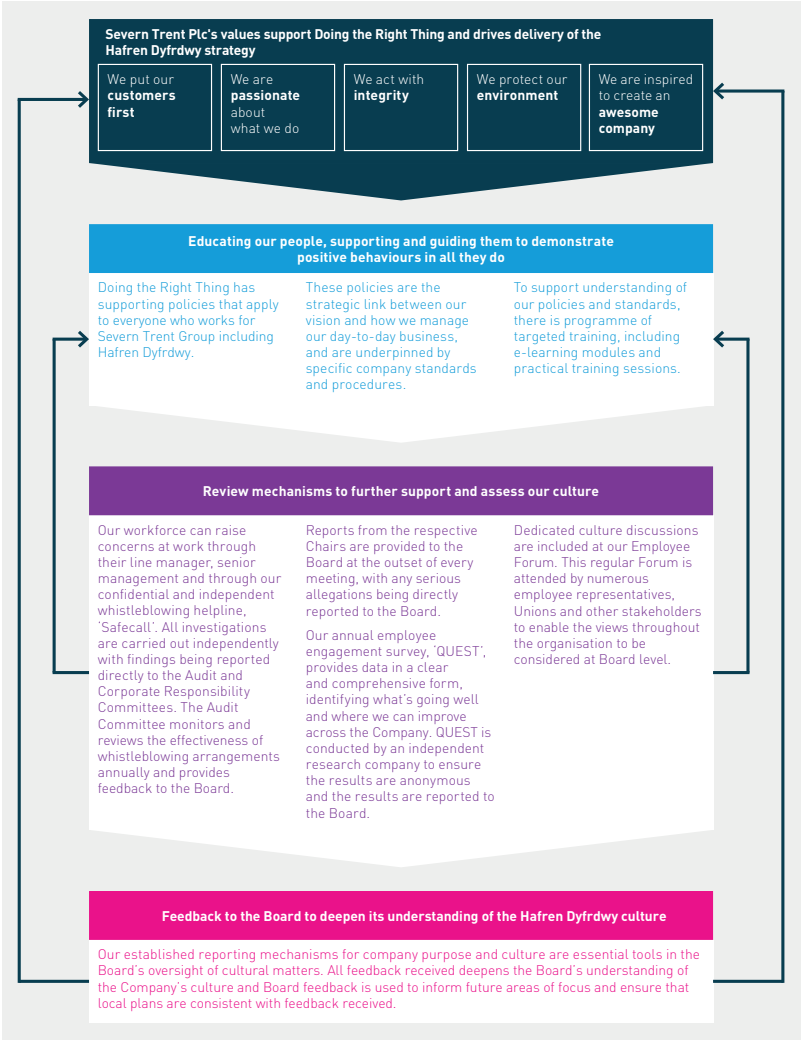 Severn Trent Plc's values support Doing the Right Thing and drives delivery of the
Hafren Dyfrdwy strategy
We put our
customers
first
We are
passionate
about
what we do
We act with
integrity
We protect our
environment
We are inspired
to create an
awesome
company
Educating our people, supporting and guiding them to demonstrate
positive behaviours in all they do
Doing the Right Thing has
supporting policies that apply
to everyone who works for
Severn Trent Group including
Hafren Dyfrdwy.
These policies are the
strategic link between our
vision and how we manage
our day-to-day business,
and are underpinned by
specific company standards
and procedures.
To support understanding of
our policies and standards,
there is programme of
targeted training, including
e-learning modules and
practical training sessions.
Review mechanisms to further support and assess our culture
Our workforce can raise
concerns at work through
their line manager, senior
management and through our
confidential and independent
whistleblowing helpline,
'Safecall'. All investigations
are carried out independently
with findings being reported
directly to the Audit and
Corporate Responsibility
Committees. The Audit
Committee monitors and
reviews the effectiveness of
whistleblowing arrangements
annually and provides
feedback to the Board.
Reports from the respective
Chairs are provided to the
Board at the outset of every
meeting, with any serious
allegations being directly
reported to the Board.
Our annual employee
engagement survey, 'QUEST',
provides data in a clear
and comprehensive form,
identifying what's going well
and where we can improve
across the Company. QUEST is
conducted by an independent
research company to ensure
the results are anonymous
and the results are reported to
the Board.
Dedicated culture discussions
are included at our Employee
Forum. This regular Forum is
attended by numerous
employee representatives,
Unions and other stakeholders
to enable the views throughout
the organisation to be
considered at Board level.
Feedback to the Board to deepen its understanding of the Hafren Dyfrdwy culture
Our established reporting mechanisms for company purpose and culture are essential tools in the
Board's oversight of cultural matters. All feedback received deepens the Board's understanding of
the Company's culture and Board feedback is used to inform future areas of focus and ensure that
local plans are consistent with feedback received.